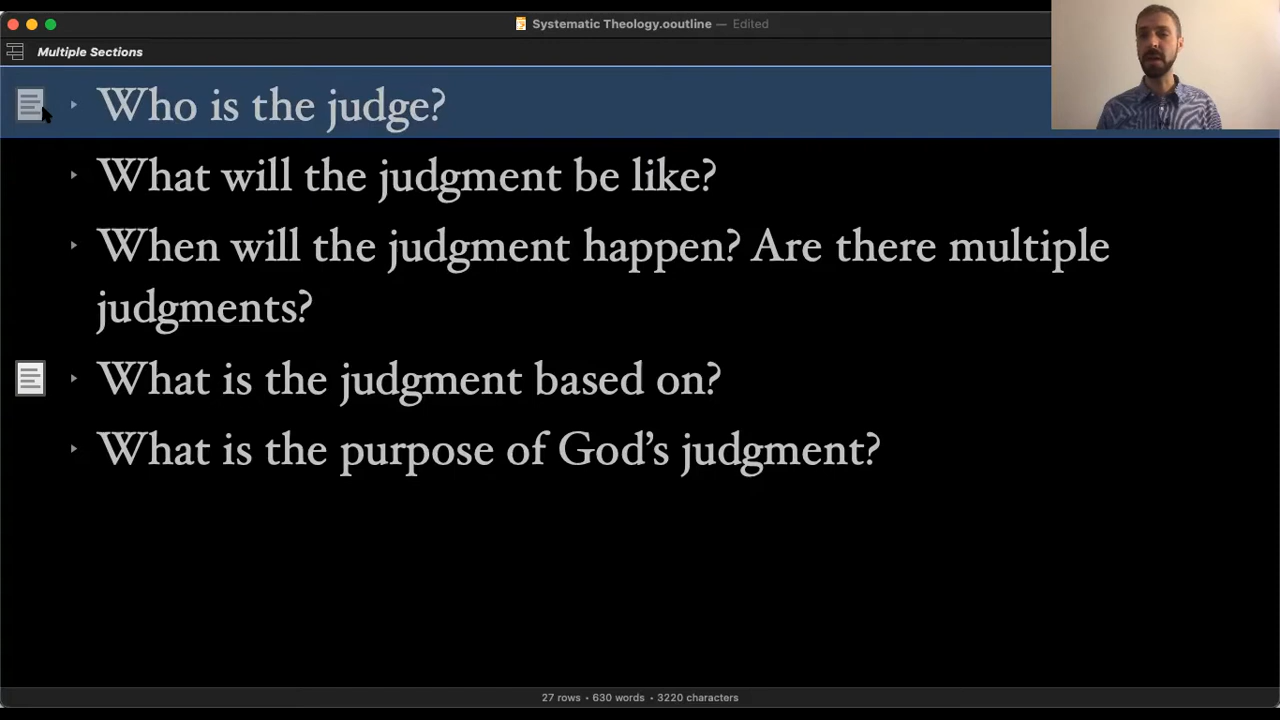 Systematic Theology.ooutline — Edited
Multiple Sections
Who is the judge?
What will the judgment be like?
When will the judgment happen? Are there multiple
judgments?
What is the judgment based on?
What is the purpose of God’s judgment?
27 rows • 630 words • 3220 characters